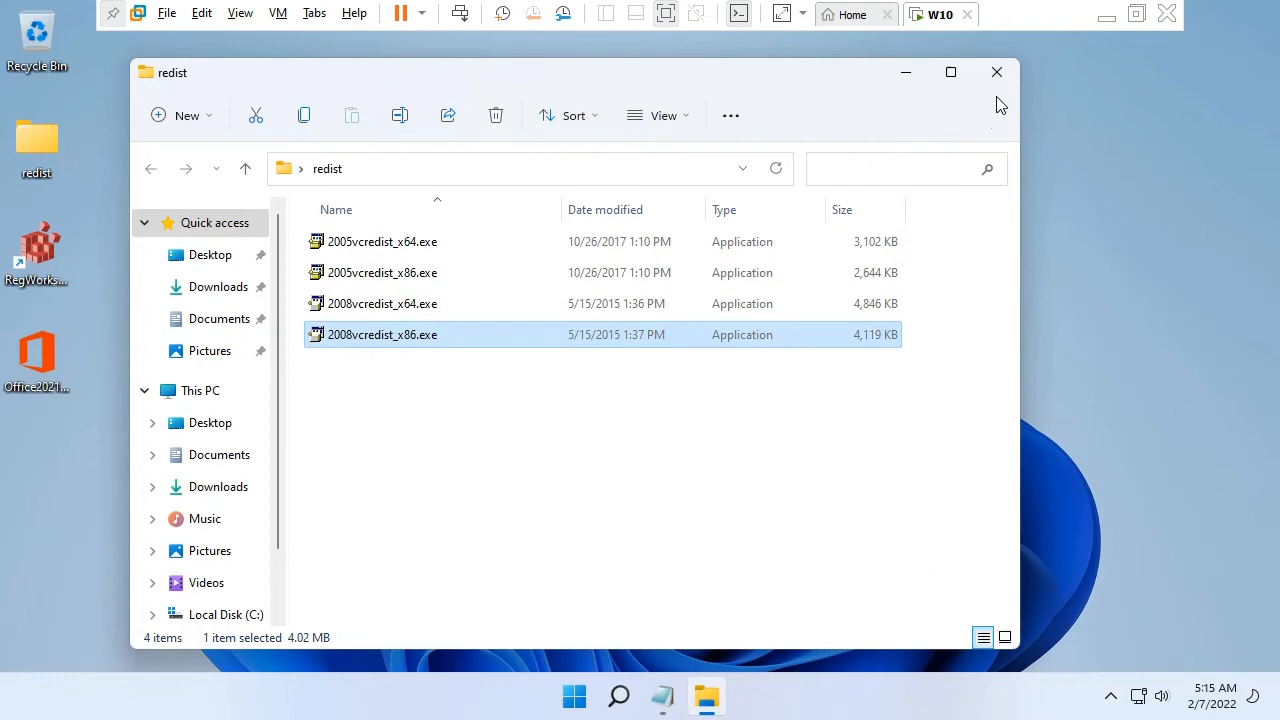 File Edit View VM Tabs Help Home W10
Recycle Bin
redist
RegWorks...
Office2021...
redist
New Sort View
redist
Name Date modified Type Size
2005vcredist_x64.exe 10/26/2017 1:10 PM Application 3,102 KB
2005vcredist_x86.exe 10/26/2017 1:10 PM Application 2,644 KB
2008vcredist_x64.exe 5/15/2015 1:36 PM Application 4,846 KB
2008vcredist_x86.exe 5/15/2015 1:37 PM Application 4,119 KB
Quick access
Desktop
Downloads
Documents
Pictures
This PC
Desktop
Documents
Downloads
Music
Pictures
Videos
Local Disk (C:)
4 items 1 item selected 4.02 MB
5:15 AM
2/7/2022